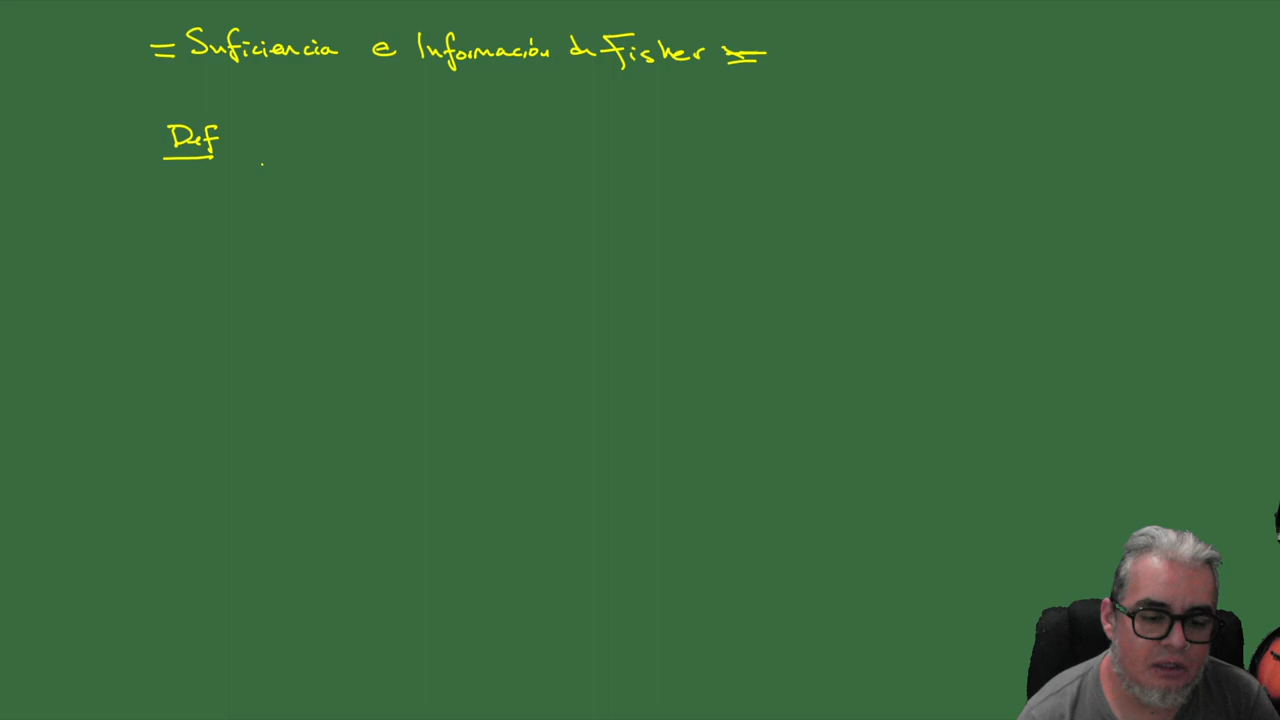 = Suficiencia e Información de Fisher =
Def